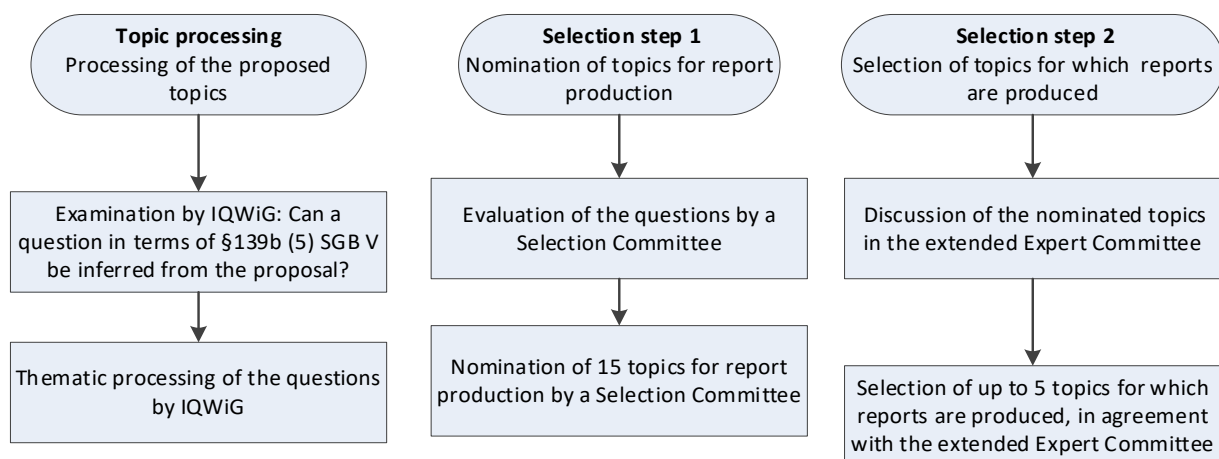 Topic processing
Processing of the proposed
topics
Examination by IQWiG: Can a
question in terms of §139b (5) SGB V
be inferred from the proposal?
Thematic processing of the questions
by IQWiG
Selection step 1
Nomination of topics for report
production
Evaluation of the questions by a
Selection Committee
Nomination of 15 topics for report
production by a Selection Committee
Selection step 2
Selection of topics for which reports
are produced
Discussion of the nominated topics
in the extended Expert Committee
Selection of up to 5 topics for which
reports are produced, in agreement
with the extended Expert Committee